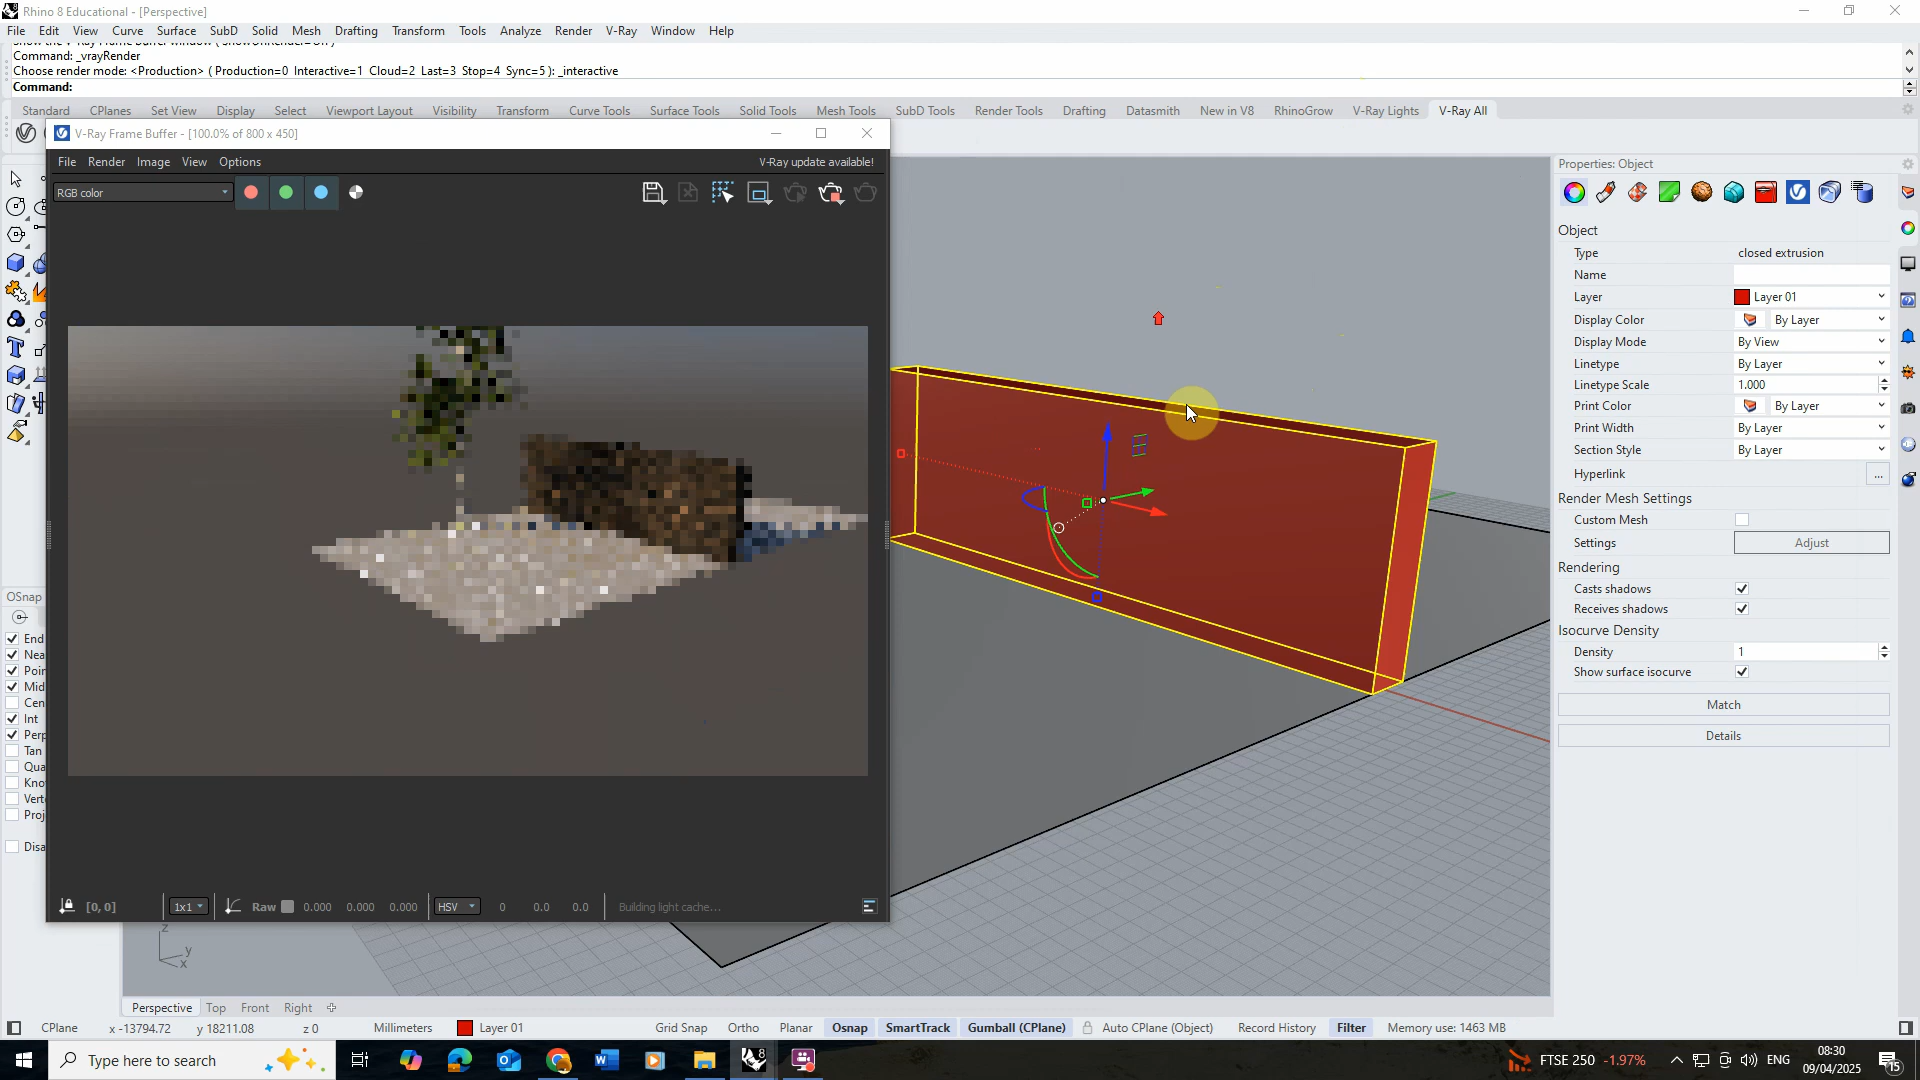 Rhino 8 Educational - [Perspective]
File Edit View Curve Surface SubD Solid Mesh Drafting Transform Tools Analyze Render V-Ray Window Help
Show the V-Ray Frame Buffer window ( ShowOnRender=On )
Command: _vrayRender
Choose render mode: <Production> ( Production=0 Interactive=1 Cloud=2 Last=3 Stop=4 Sync=5 ): _interactive
Command:
Standard CPlanes Set View Display Select Viewport Layout Visibility Transform Curve Tools Surface Tools Solid Tools Mesh Tools SubD Tools Render Tools Drafting Datasmith New in V8 RhinoGrow V-Ray Lights V-Ray All
V-Ray Frame Buffer - [100.0% of 800 x 450]
File Render Image View Options V-Ray update available!
RGB color
Properties: Object
Object
Type closed extrusion
Name
Layer Layer 01
Display Color By Layer
Display Mode By View
Linetype By Layer
Linetype Scale 1.000
Print Color By Layer
Print Width By Layer
Section Style By Layer
Hyperlink ...
Render Mesh Settings
Custom Mesh
Settings Adjust
Rendering
Casts shadows
Receives shadows
Isocurve Density
Density 1
Show surface isocurve
Match
Details
OSnap
End
Nea
Poin
Mid
Cen
Int
Perp
Tan
Qua
Kno
Vert
Proj
Disa
[0, 0] 1x1 Raw 0.000 0.000 0.000 HSV 0 0.0 0.0 Building light cache...
z
y
x
Perspective Top Front Right
CPlane x -13794.72 y 18211.08 z 0 Millimeters Layer 01 Grid Snap Ortho Planar Osnap SmartTrack Gumball (CPlane) Auto CPlane (Object) Record History Filter Memory use: 1463 MB
Type here to search
FTSE 250 -1.97% ENG
08:30
09/04/2025
15